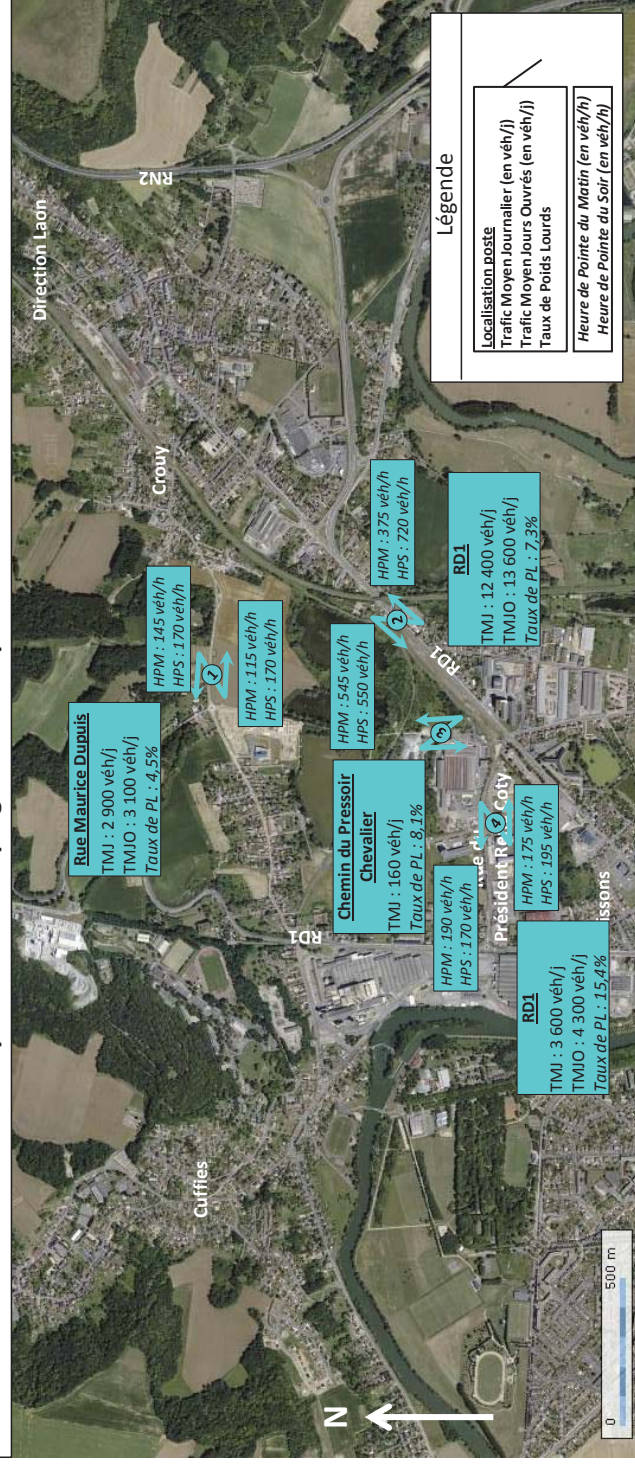 Direction Laon
RN2
Crouy
Cuffies
RD1
RD1
Président René Coty
issons
Rue Maurice Dupuis
TMJ : 2 900 véh/j
TMJO : 3 100 véh/j
Taux de PL : 4,5%
HPM : 145 véh/h
HPS : 170 véh/h
1
HPM : 115 véh/h
HPS : 170 véh/h
HPM : 545 véh/h
HPS : 550 véh/h
2
HPM : 375 véh/h
HPS : 720 véh/h
RD1
TMJ : 12 400 véh/j
TMJO : 13 600 véh/j
Taux de PL : 7,3%
Chemin du Pressoir
Chevalier
TMJ : 160 véh/j
Taux de PL : 8,1%
3
HPM : 190 véh/h
HPS : 170 véh/h
4
HPM : 175 véh/h
HPS : 195 véh/h
RD1
TMJ : 3 600 véh/j
TMJO : 4 300 véh/j
Taux de PL : 15,4%
Légende
Localisation poste
Trafic Moyen Journalier (en véh/j)
Trafic Moyen Jours Ouvrés (en véh/j)
Taux de Poids Lourds
Heure de Pointe du Matin (en véh/h)
Heure de Pointe du Soir (en véh/h)
N
0 500 m